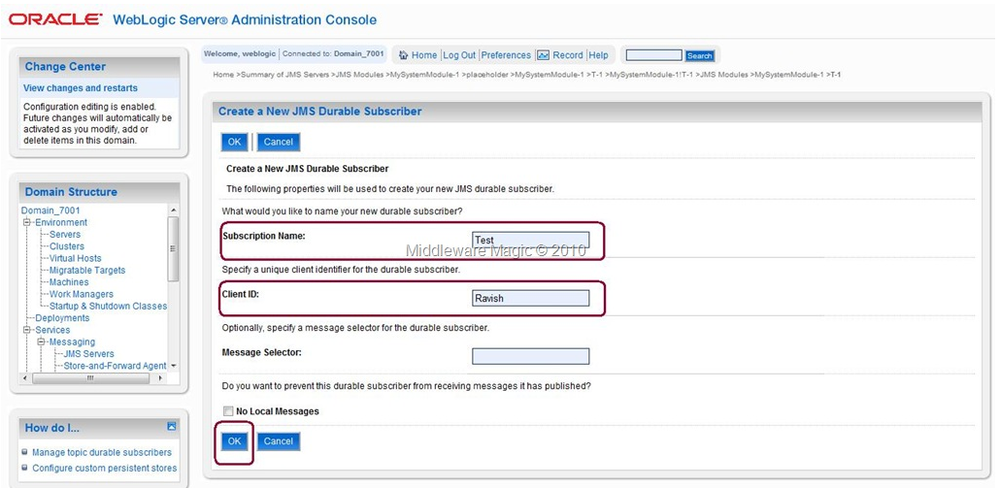 ORACLE® WebLogic Server® Administration Console
Change Center
View changes and restarts
Configuration editing is enabled.
Future changes will automatically be
activated as you modify, add or
delete items in this domain.
Domain Structure
Domain_7001
Environment
Servers
Clusters
Virtual Hosts
Migratable Targets
Machines
Work Managers
Startup & Shutdown Classes
Deployments
Services
Messaging
JMS Servers
Store-and-Forward Agent
How do I...
Manage topic durable subscribers
Configure custom persistent stores
Welcome, weblogic Connected to: Domain_7001 Home Log Out Preferences Record Help Search
Home >Summary of JMS Servers >JMS Modules >MySystemModule-1 >placeholder >MySystemModule-1 >T-1 >MySystemModule-1!T-1 >JMS Modules >MySystemModule-1 >T-1
Create a New JMS Durable Subscriber
OK Cancel
Create a New JMS Durable Subscriber
The following properties will be used to create your new JMS durable subscriber.
What would you like to name your new durable subscriber?
Subscription Name: Test
Middleware Magic © 2010
Specify a unique client identifier for the durable subscriber.
Client ID: Ravish
Optionally, specify a message selector for the durable subscriber.
Message Selector:
Do you want to prevent this durable subscriber from receiving messages it has published?
No Local Messages
OK Cancel